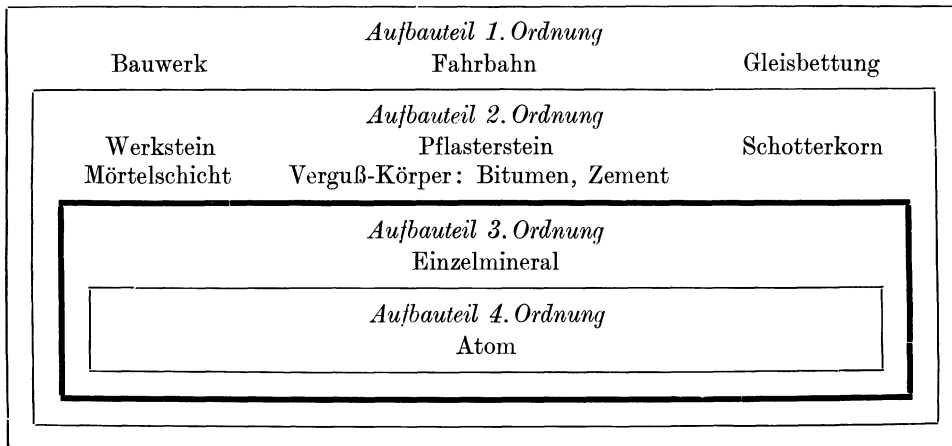 Aufbauteil 1. Ordnung
Bauwerk Fahrbahn Gleisbettung
Aufbauteil 2. Ordnung
Werkstein Pflasterstein Schotterkorn
Mörtelschicht Verguß-Körper: Bitumen, Zement
Aufbauteil 3. Ordnung
Einzelmineral
Aufbauteil 4. Ordnung
Atom